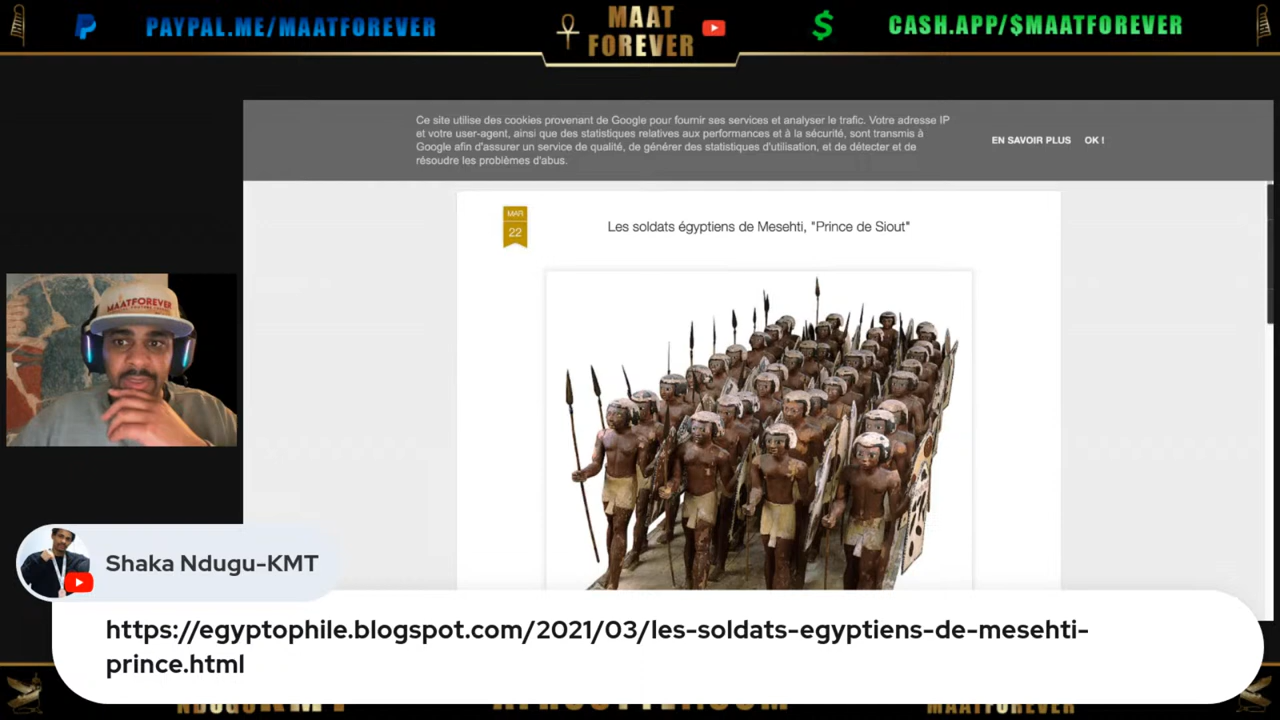 PAYPAL.ME/MAATFOREVER
MAAT
FOREVER
CASH.APP/$MAATFOREVER
Ce site utilise des cookies provenant de Google pour fournir ses services et analyser le trafic. Votre adresse IP
et votre user-agent, ainsi que des statistiques relatives aux performances et à la sécurité, sont transmis à
Google afin d'assurer un service de qualité, de générer des statistiques d'utilisation, et de détecter et de
résoudre les problèmes d'abus.
EN SAVOIR PLUS OK !
MAR
22
Les soldats égyptiens de Mesehti, "Prince de Siout"
MAATFOREVER
Shaka Ndugu-KMT
https://egyptophile.blogspot.com/2021/03/les-soldats-egyptiens-de-mesehti-
prince.html